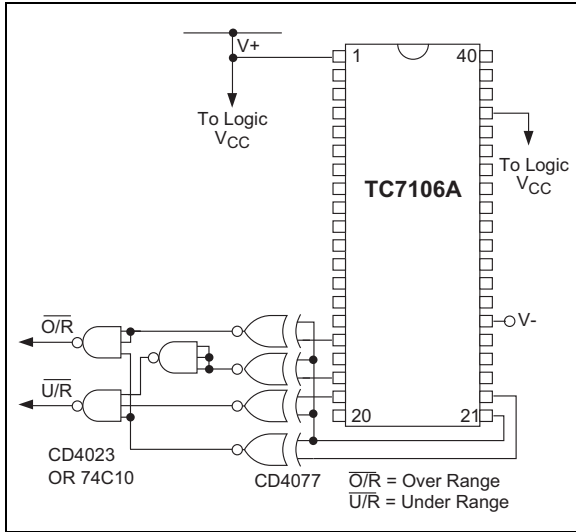 V+
1 40
To Logic
VCC
To Logic
VCC
TC7106A
O/R
V-
U/R
20 21
CD4023
OR 74C10
CD4077
O/R = Over Range
U/R = Under Range